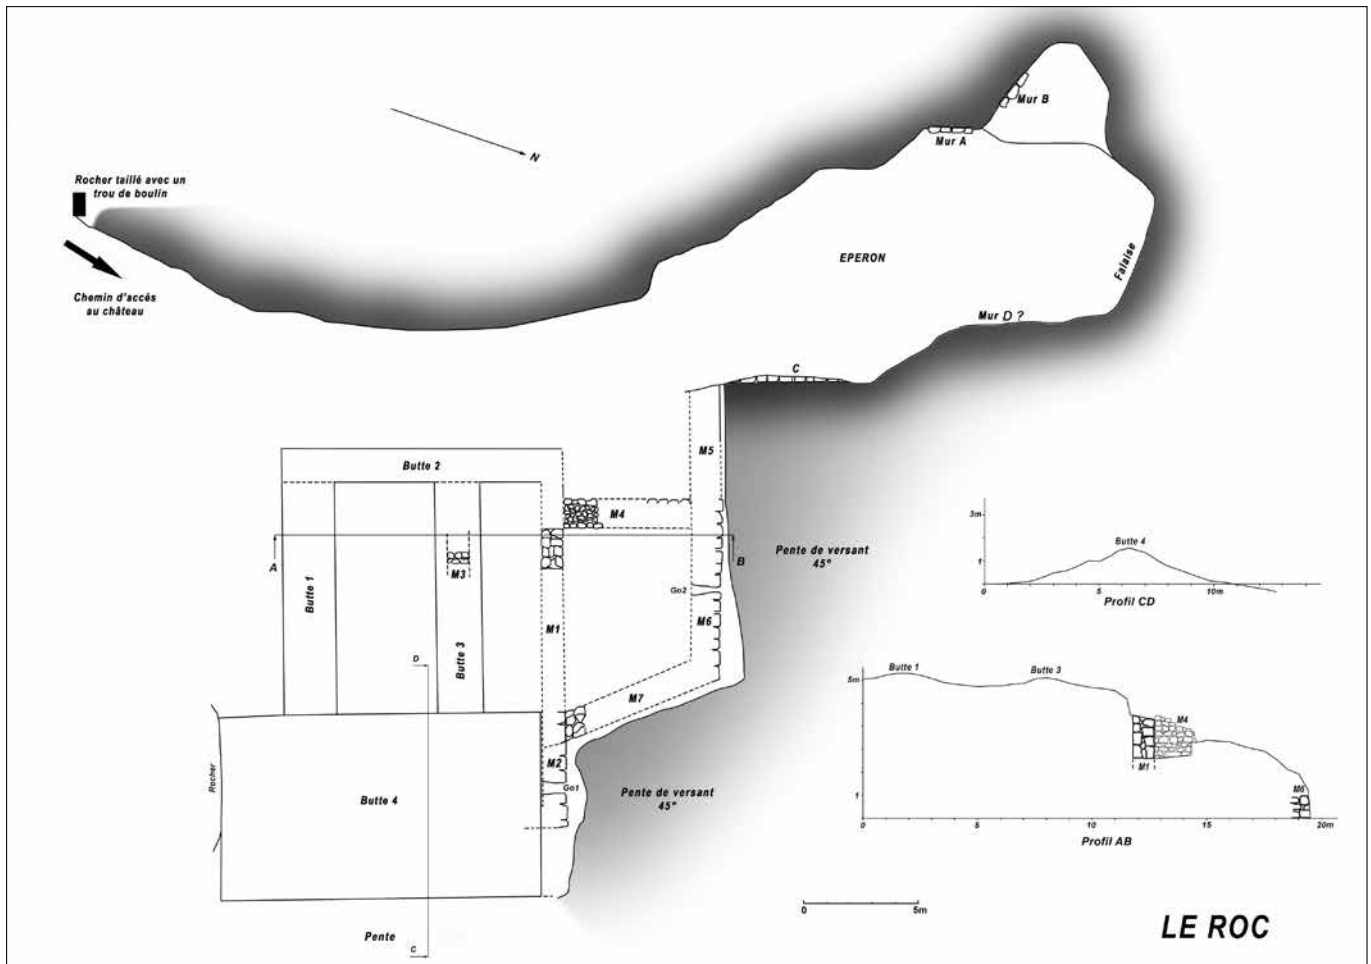 Mur B
Mur A
N
Rocher taillé avec un
trou de boulin
EPERON
Falaise
Chemin d'accès
au château
Mur D ?
C
M5
Butte 2
M4
3m
Butte 4
1
0
5
10m
Profil CD
Pente de versant
45°
A
B
M3
Butte 1
Go2
M1
M6
Butte 3
D
M7
Butte 1
Butte 3
5m
M4
M1
M6
1
0
5
10
15
20m
Profil AB
M2
Go1
Pente de versant
45°
Rocher
Butte 4
0
5m
LE ROC
Pente
C